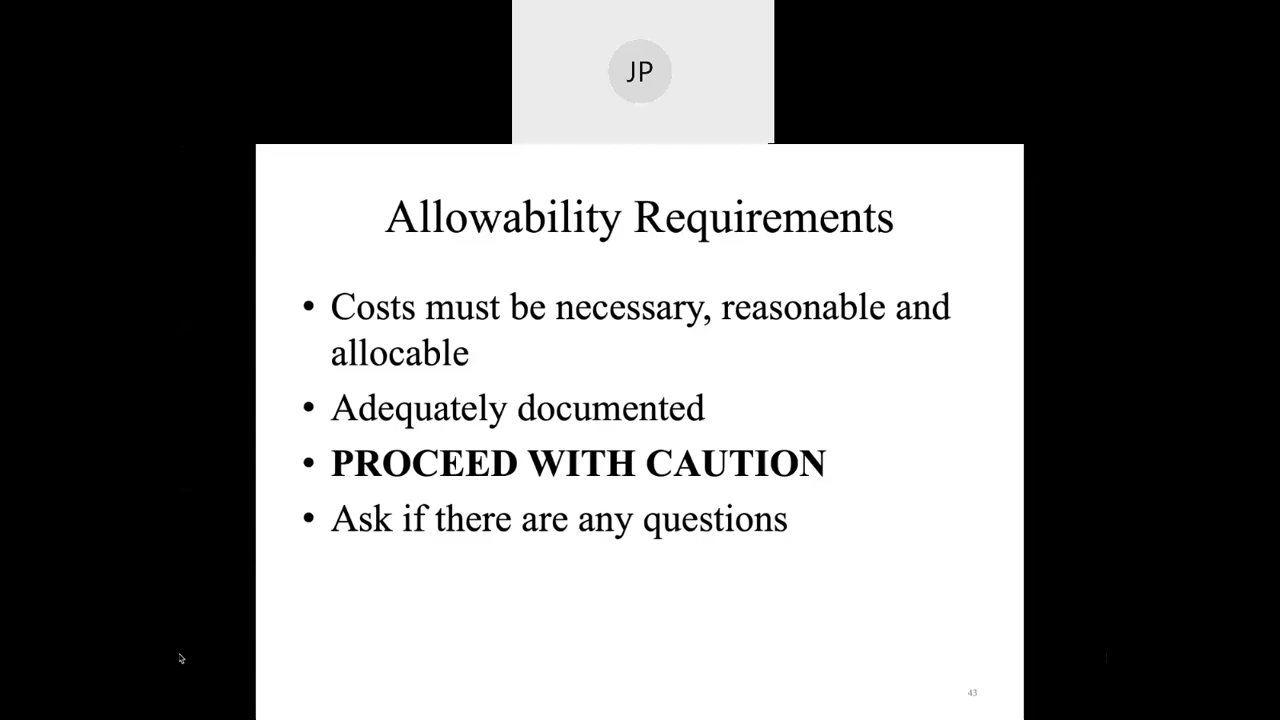 JP
Allowability Requirements
• Costs must be necessary, reasonable and
allocable
• Adequately documented
• PROCEED WITH CAUTION
• Ask if there are any questions
43